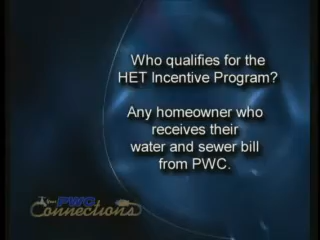 Who qualifies for the
HET Incentive Program?
Any homeowner who
receives their
water and sewer bill
from PWC.
PWC
Connections